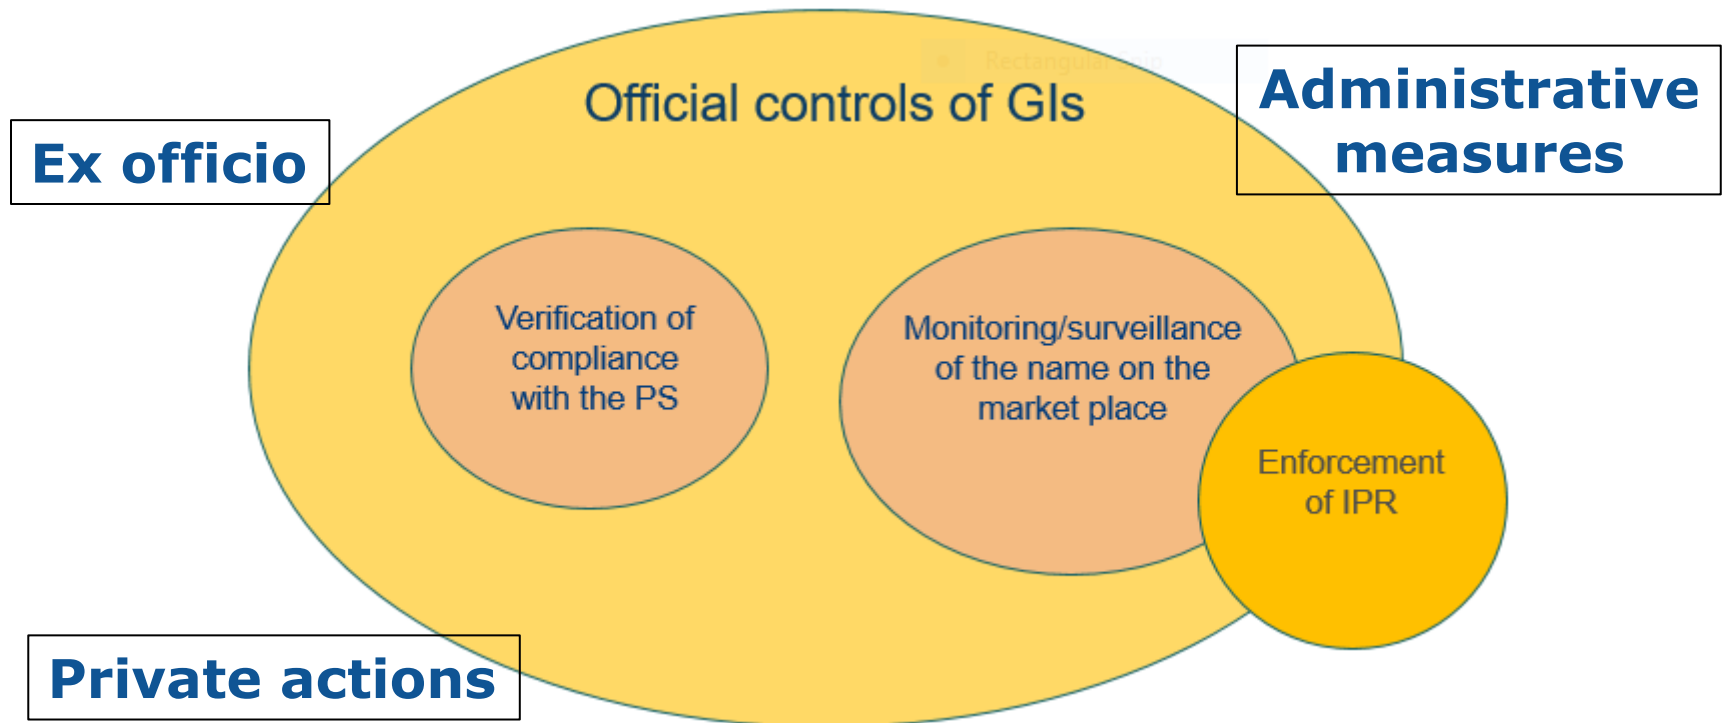 Official controls of GIs
Administrative
measures
Ex officio
Verification of
compliance
with the PS
Monitoring/surveillance
of the name on the
market place
Enforcement
of IPR
Private actions